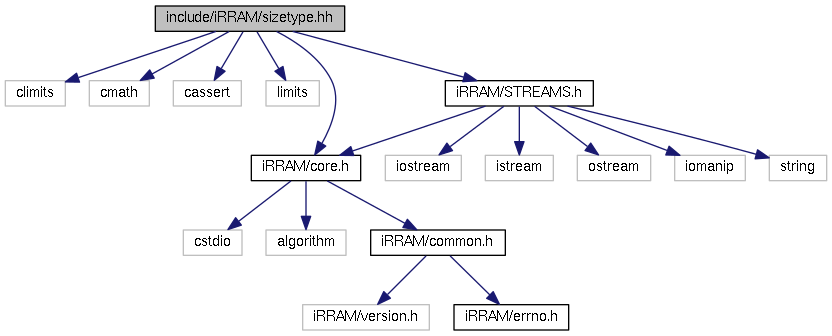 include/iRRAM/sizetype.hh
climits
cmath
cassert
limits
iRRAM/STREAMS.h
iRRAM/core.h
iostream
istream
ostream
iomanip
string
cstdio
algorithm
iRRAM/common.h
iRRAM/version.h
iRRAM/errno.h